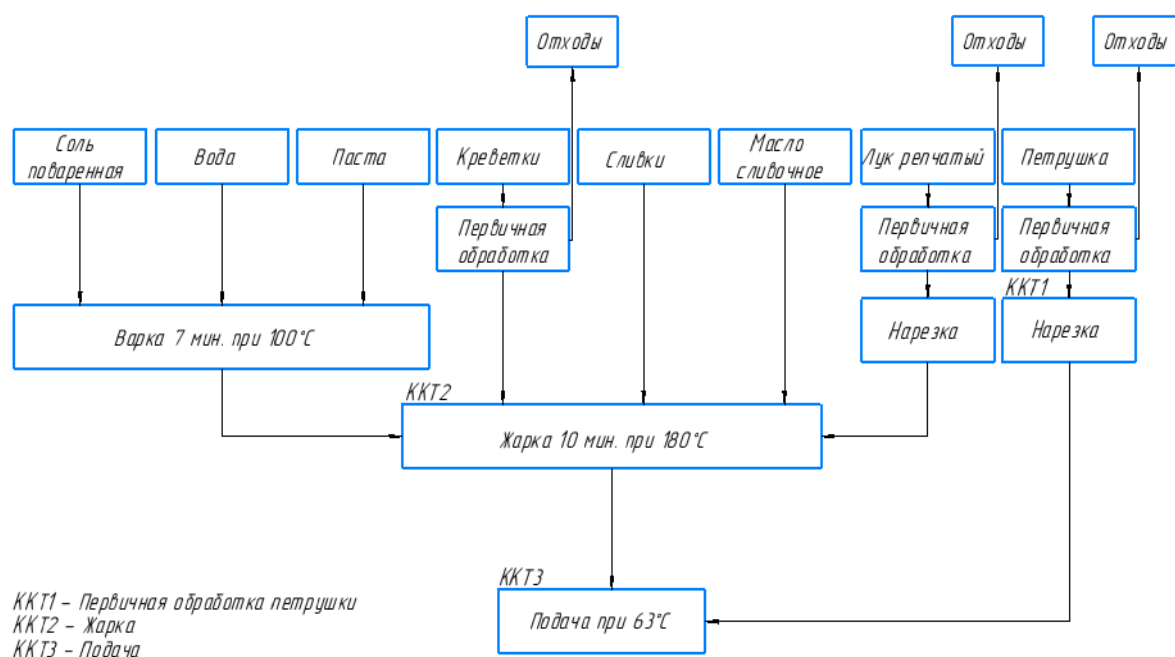 Отходы
Отходы
Отходы
Соль
поваренная
Вода
Паста
Креветки
Сливки
Масло
сливочное
Лук репчатый
Петрушка
Первичная
обработка
Первичная
обработка
Первичная
обработка
ККТ1
Варка 7 мин. при 100°С
Нарезка
Нарезка
ККТ2
Жарка 10 мин. при 180°С
ККТ3
Подача при 63°С
ККТ1 – Первичная обработка петрушки
ККТ2 – Жарка
ККТ3 – Подача